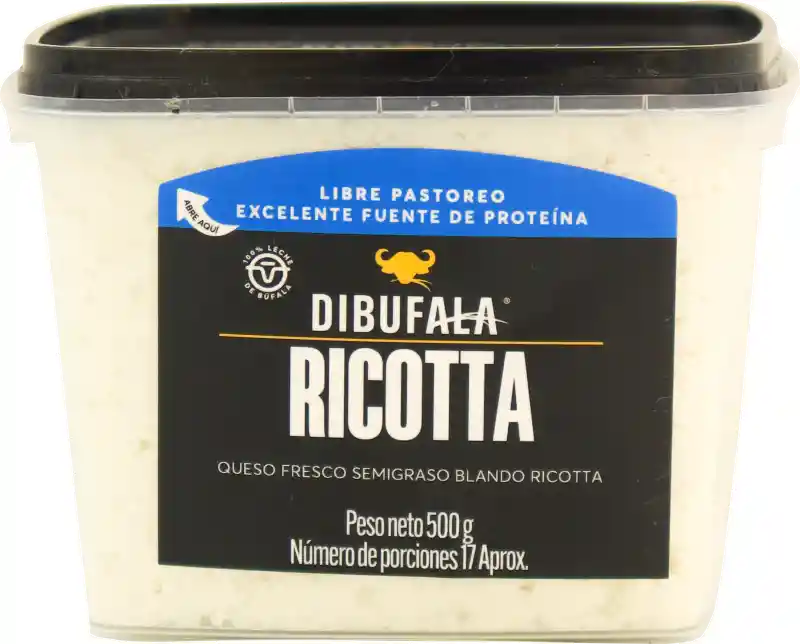 LIBRE PASTOREO
EXCELENTE FUENTE DE PROTEÍNA
ABRE AQUÍ
100% LECHE
DE BÚFALA
DIBUFALA®
RICOTTA
QUESO FRESCO SEMIGRASO BLANDO RICOTTA
Peso neto 500 g
Número de porciones 17 Aprox.